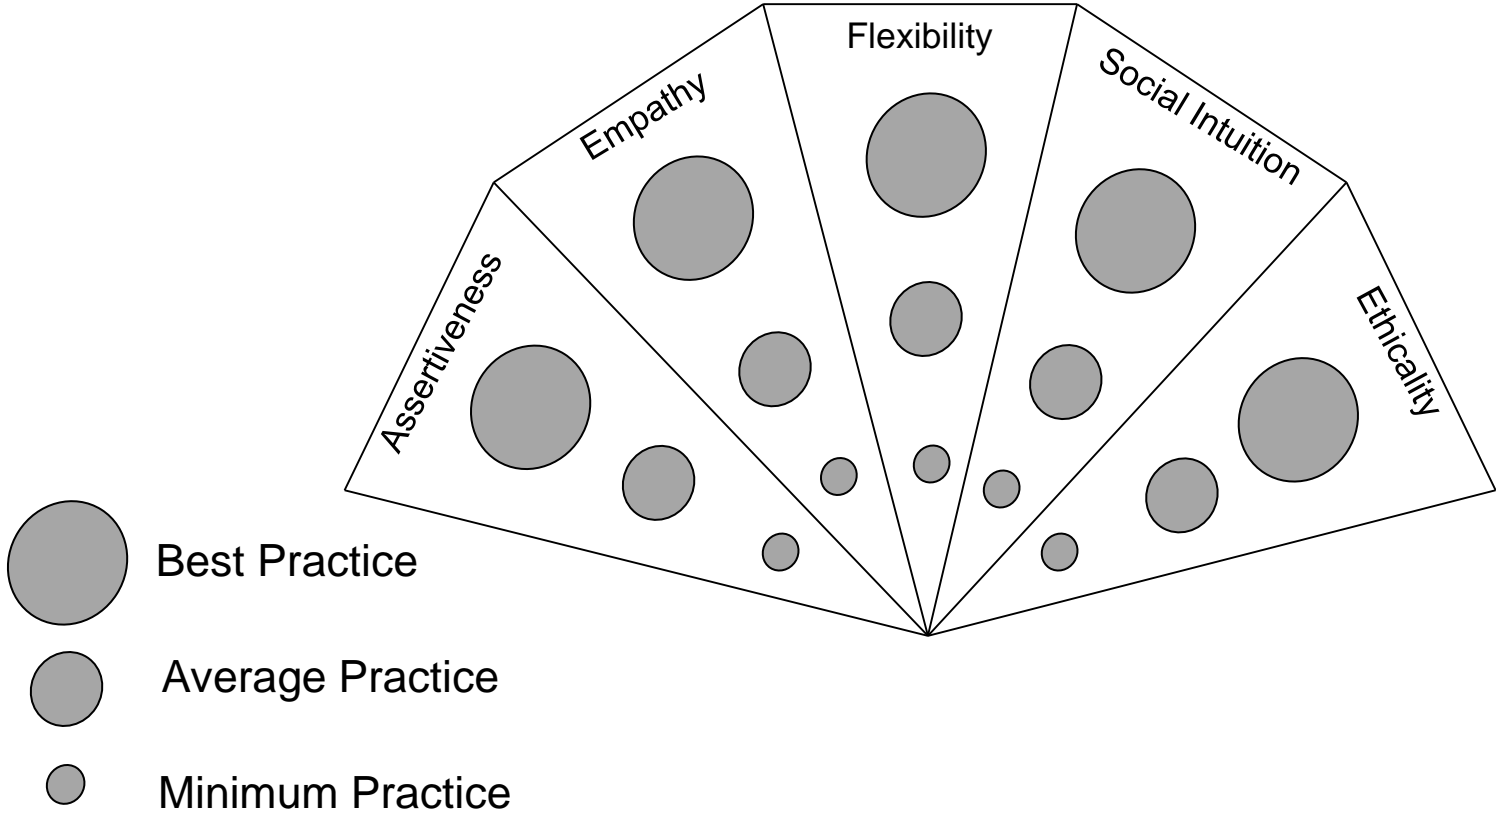 Assertiveness
Empathy
Flexibility
Social Intuition
Ethicality
Best Practice
Average Practice
Minimum Practice